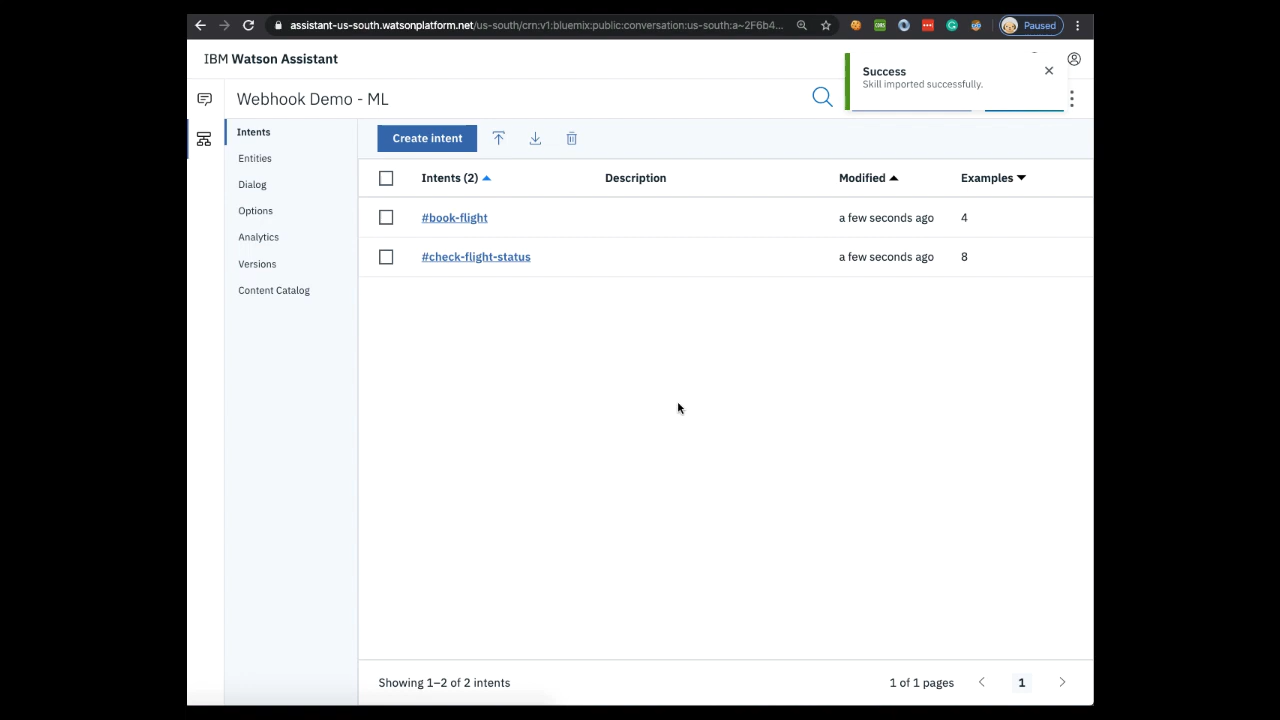 assistant-us-south.watsonplatform.net/us-south/crn:v1:bluemix:public:conversation:us-south:a~2F6b4...
Paused
IBM Watson Assistant
Success
Skill imported successfully.
Webhook Demo - ML
Intents
Entities
Dialog
Options
Analytics
Versions
Content Catalog
Create intent
Intents (2) Description Modified Examples
#book-flight a few seconds ago 4
#check-flight-status a few seconds ago 8
Showing 1–2 of 2 intents 1 of 1 pages 1